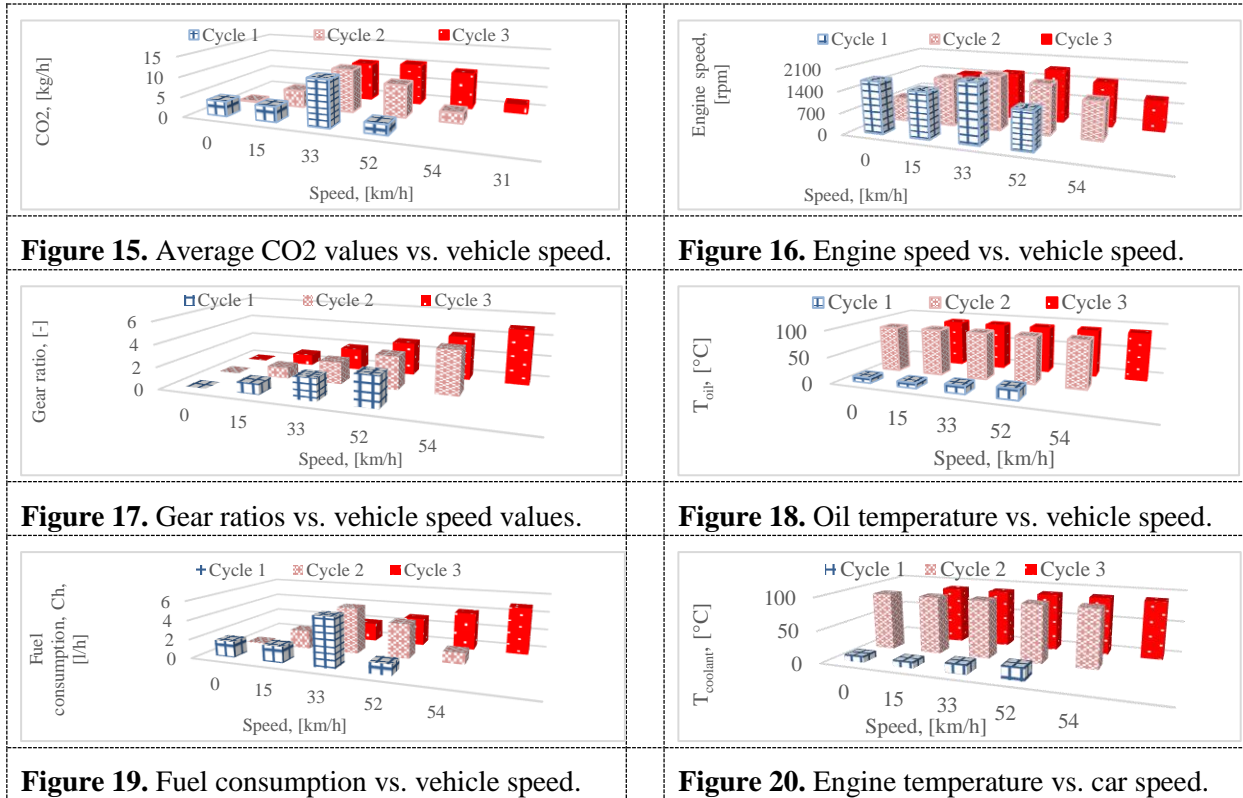 Cycle 1 Cycle 2 Cycle 3
15
10
5
0
CO2, [kg/h]
0 15 33 52 54 31
Speed, [km/h]
Figure 15. Average CO2 values vs. vehicle speed.
Cycle 1 Cycle 2 Cycle 3
2100
1400
700
0
Engine speed,
[rpm]
0 15 33 52 54
Speed, [km/h]
Figure 16. Engine speed vs. vehicle speed.
Cycle 1 Cycle 2 Cycle 3
6
4
2
0
Gear ratio, [-]
0 15 33 52 54
Speed, [km/h]
Figure 17. Gear ratios vs. vehicle speed values.
Cycle 1 Cycle 2 Cycle 3
100
50
0
Toil, [°C]
0 15 33 52 54
Speed, [km/h]
Figure 18. Oil temperature vs. vehicle speed.
Cycle 1 Cycle 2 Cycle 3
6
4
2
0
Fuel
consumption, Ch,
[l/h]
0 15 33 52 54
Speed, [km/h]
Figure 19. Fuel consumption vs. vehicle speed.
Cycle 1 Cycle 2 Cycle 3
100
50
0
Tcoolant, [°C]
0 15 33 52 54
Speed, [km/h]
Figure 20. Engine temperature vs. car speed.